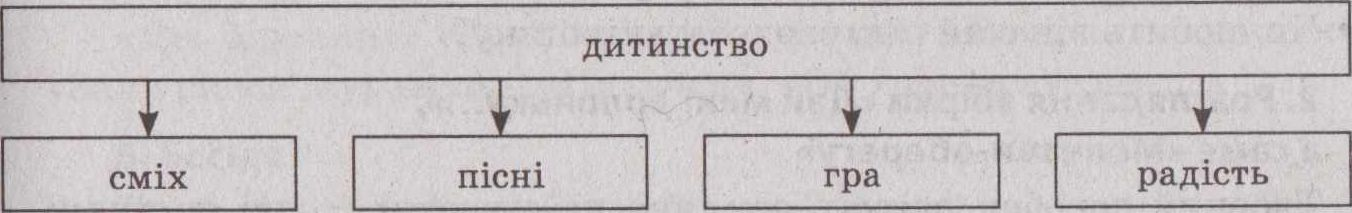 дитинство
сміх
пісні
гра
радість